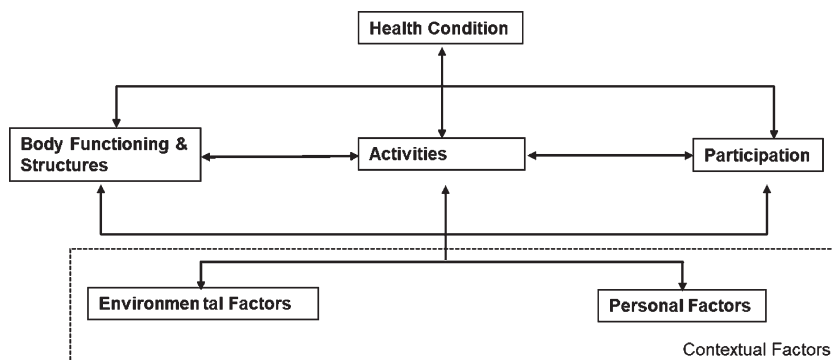 Health Condition
Body Functioning &
Structures
Activities
Participation
Environmental Factors
Personal Factors
Contextual Factors